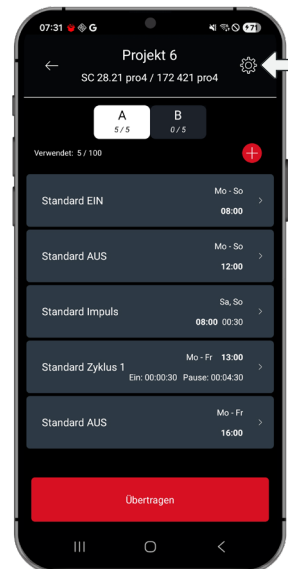 07:31 G 71
Projekt 6
SC 28.21 pro4 / 172 421 pro4
A B
5 / 5 0 / 5
Verwendet: 5 / 100
Mo - So
Standard EIN
08:00
Mo - So
Standard AUS
12:00
Sa, So
Standard Impuls
08:00 00:30
Mo - Fr 13:00
Standard Zyklus 1
Ein: 00:00:30 Pause: 00:04:30
Mo - Fr
Standard AUS
16:00
Übertragen